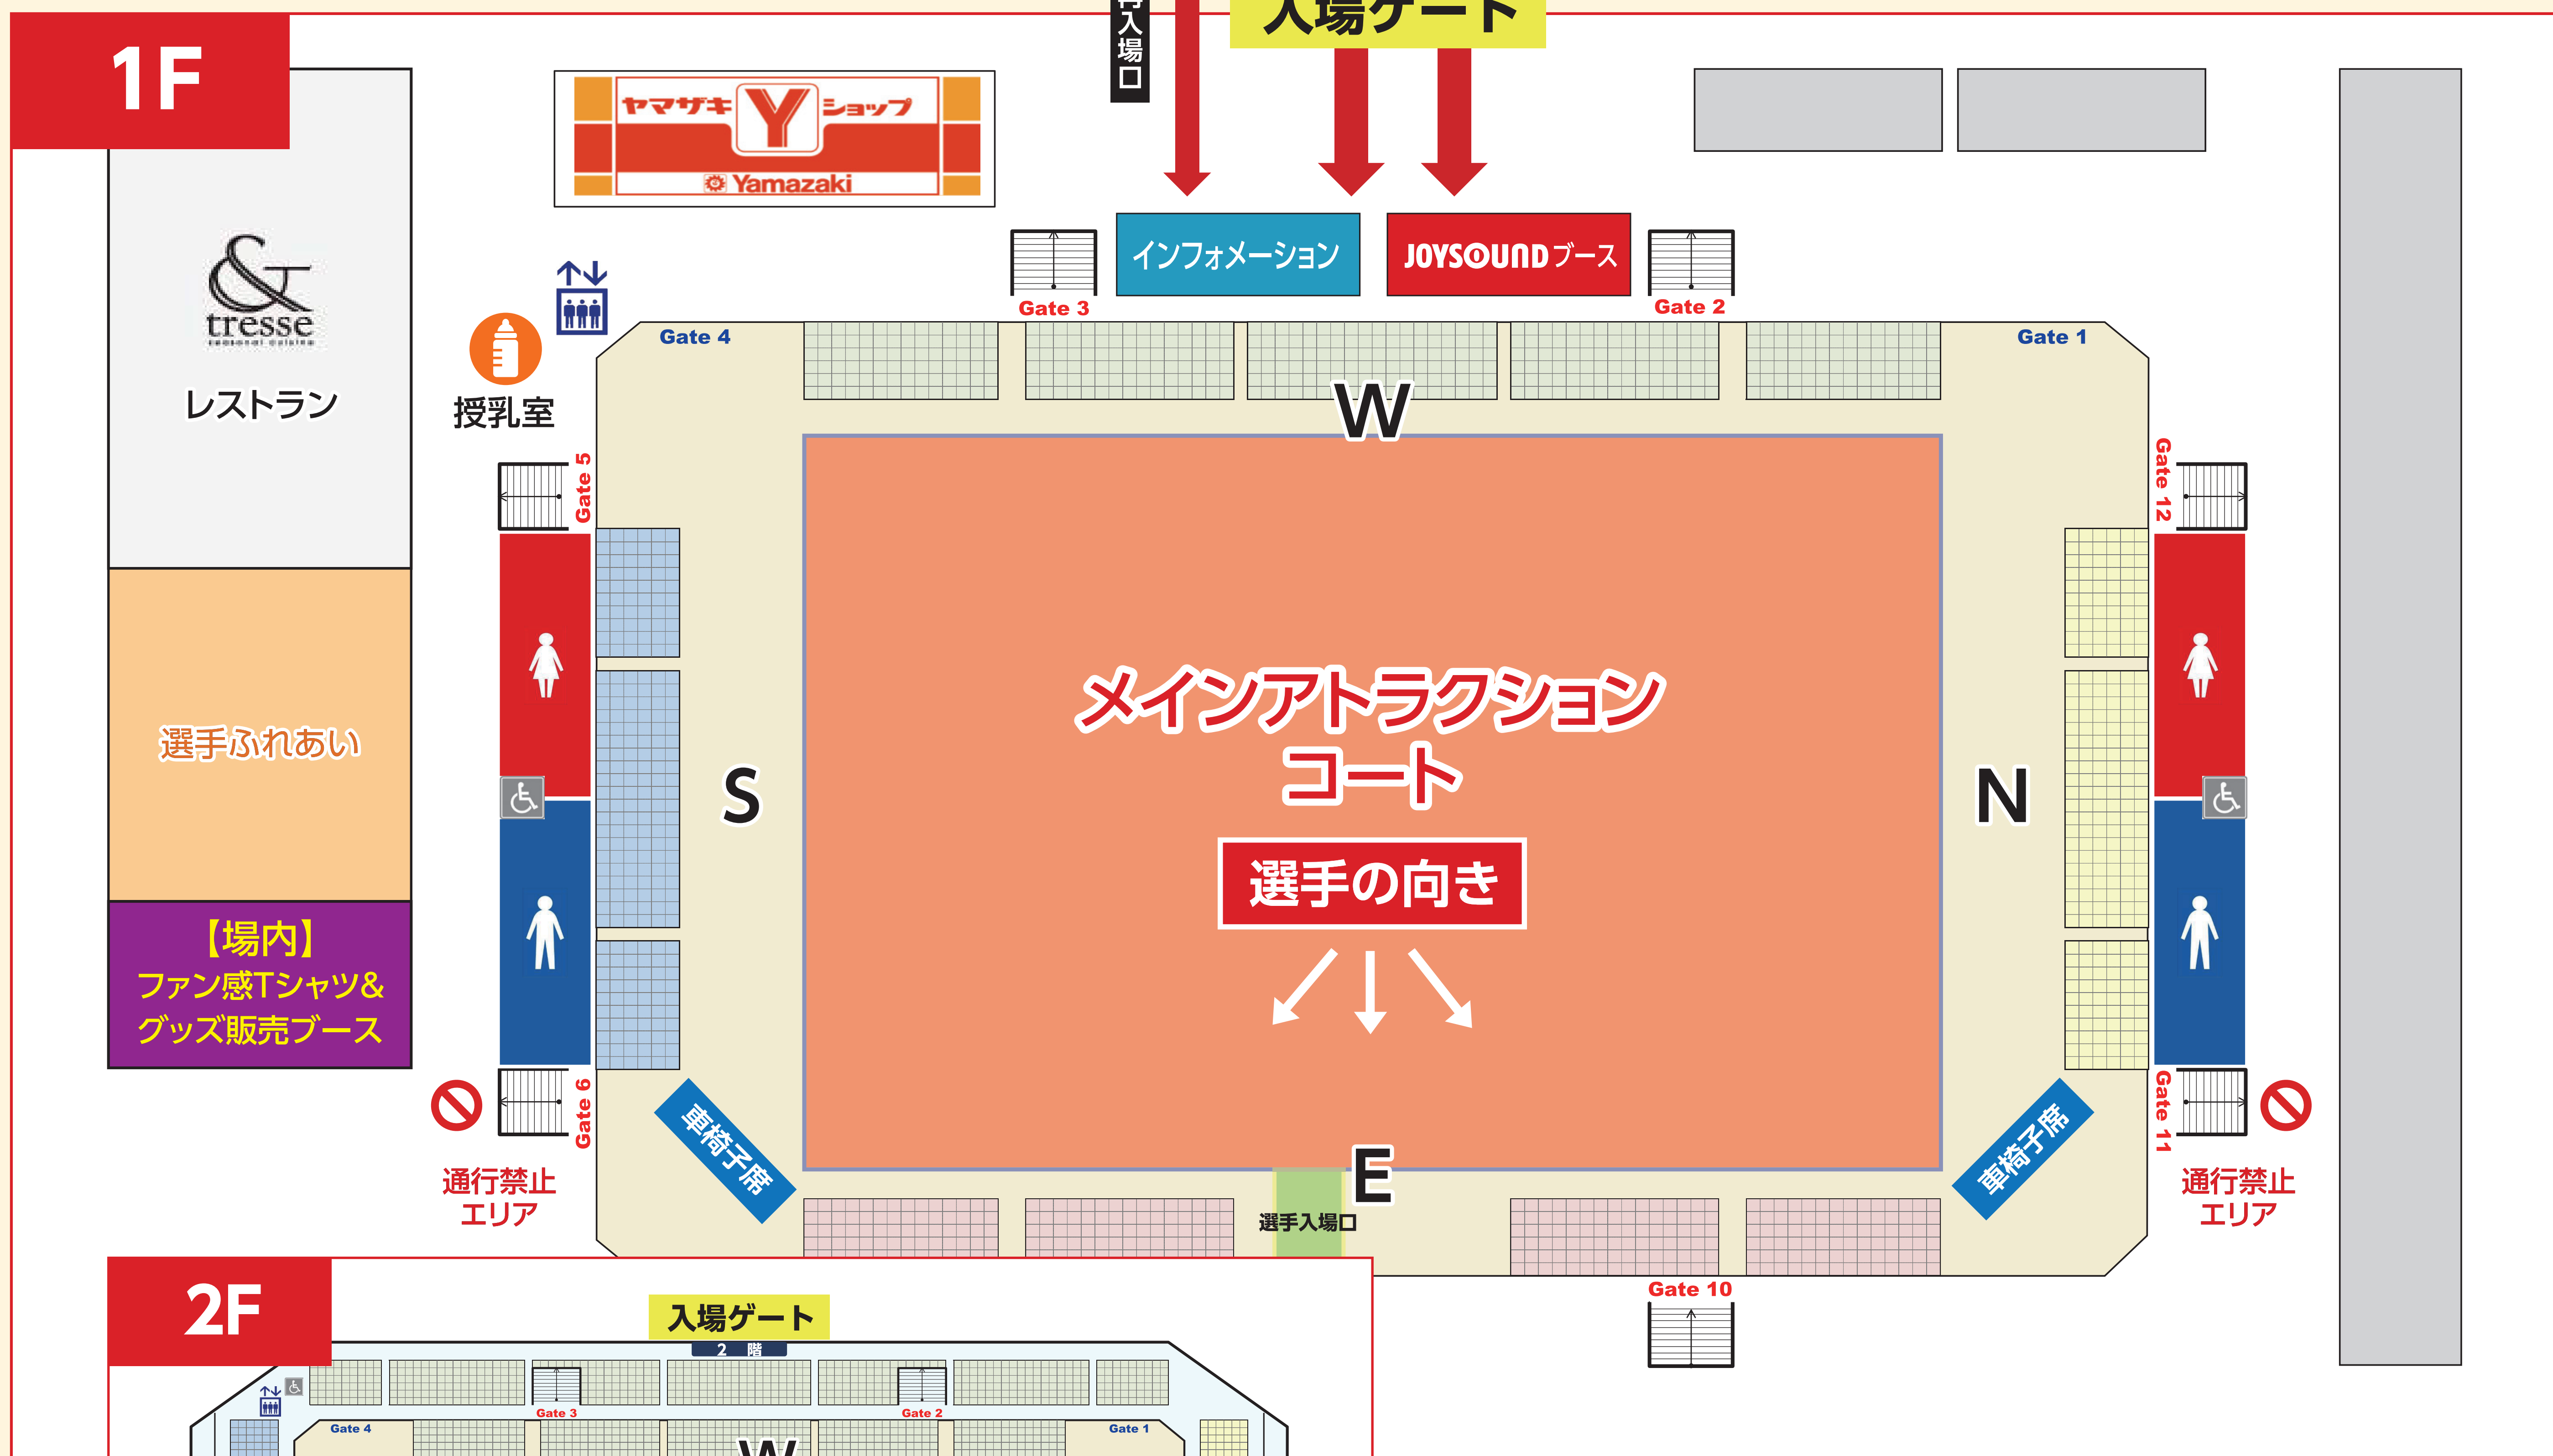 1F
再入場口
入場ゲート
ヤマザキ Y ショップ
Yamazaki
インフォメーション
JOYSOUNDブース
Gate 3
Gate 2
Gate 4
Gate 1
&
tresse
seasonal cuisine
レストラン
授乳室
W
Gate 5
Gate 12
メインアトラクション
コート
選手ふれあい
S
N
選手の向き
【場内】
ファン感Tシャツ&
グッズ販売ブース
Gate 6
Gate 11
車椅子席
車椅子席
通行禁止
エリア
E
通行禁止
エリア
選手入場口
Gate 10
2F
入場ゲート
2 階
Gate 3
Gate 2
Gate 4
Gate 1
W